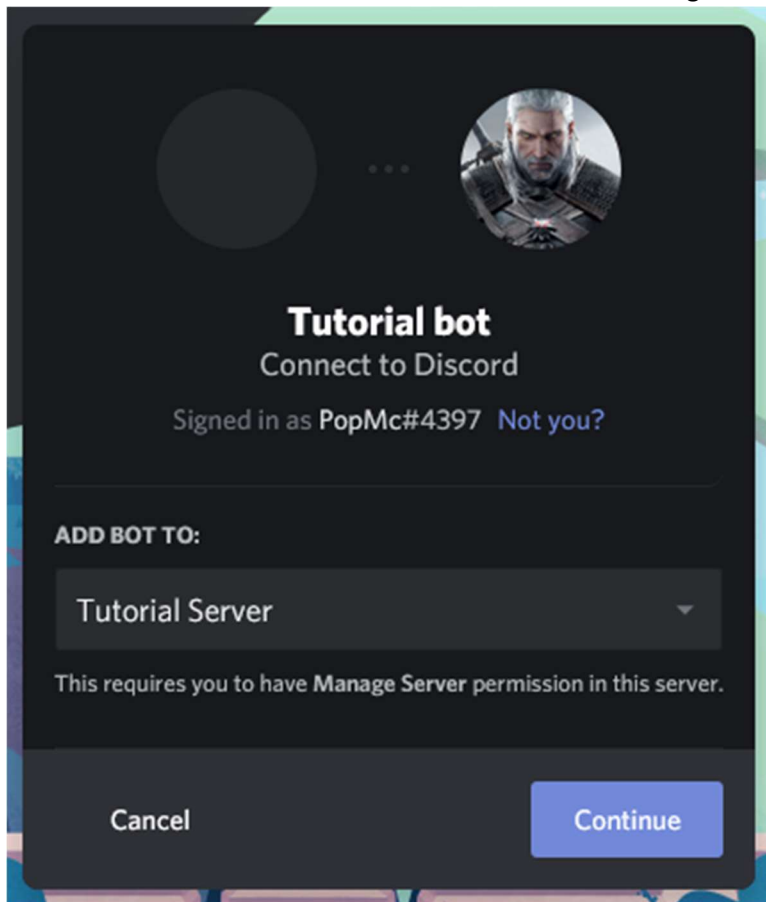 Tutorial bot
Connect to Discord
Signed in as PopMc#4397 Not you?
ADD BOT TO:
Tutorial Server
This requires you to have Manage Server permission in this server.
Cancel Continue